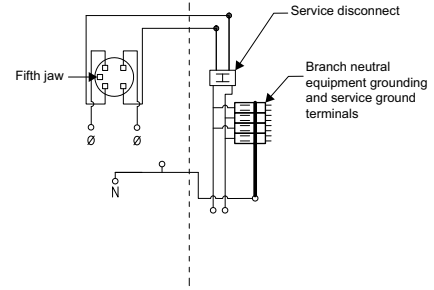 Service disconnect
Fifth jaw
Branch neutral
equipment grounding
and service ground
terminals
Ø Ø
N